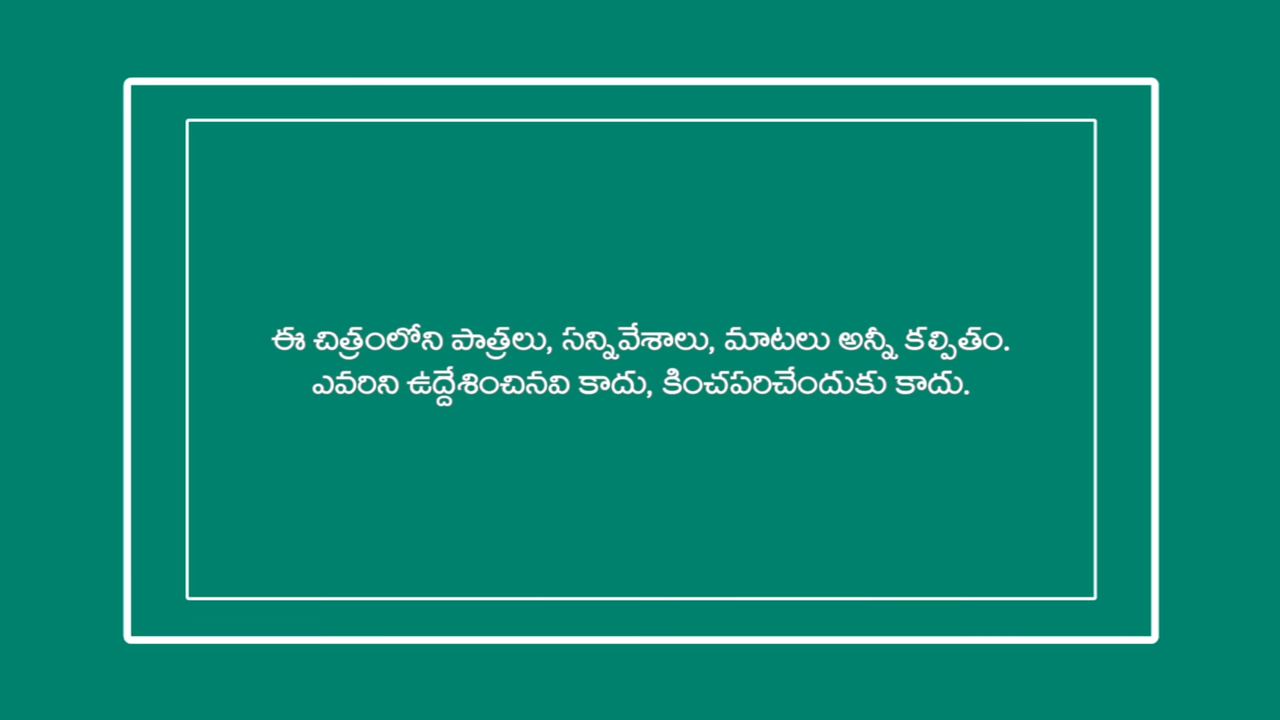 ఈ చిత్రంలోని పాత్రలు, సన్నివేశాలు, మాటలు అన్నీ కల్పితం.
ఎవరిని ఉద్దేశించినవి కాదు, కించపరిచేందుకు కాదు.